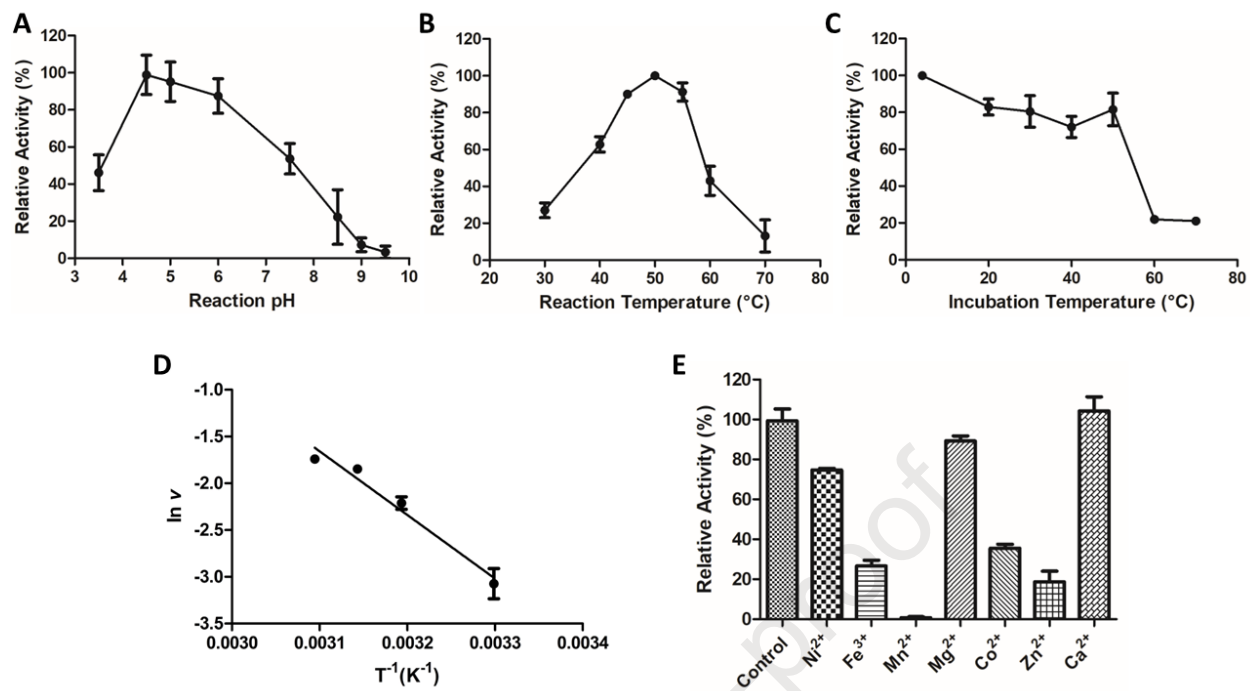 A
B
C
120
100
80
60
40
20
0
Relative Activity (%)
3 4 5 6 7 8 9 10
Reaction pH
120
100
80
60
40
20
0
Relative Activity (%)
20 30 40 50 60 70 80
Reaction Temperature (°C)
120
100
80
60
40
20
0
Relative Activity (%)
0 20 40 60 80
Incubation Temperature (°C)
D
E
-1.0
-1.5
-2.0
-2.5
-3.0
-3.5
ln v
0.0030 0.0031 0.0032 0.0033 0.0034
T⁻¹(K⁻¹)
120
100
80
60
40
20
0
Relative Activity (%)
Control Ni²⁺ Fe³⁺ Mn²⁺ Mg²⁺ Co²⁺ Zn²⁺ Ca²⁺
proof